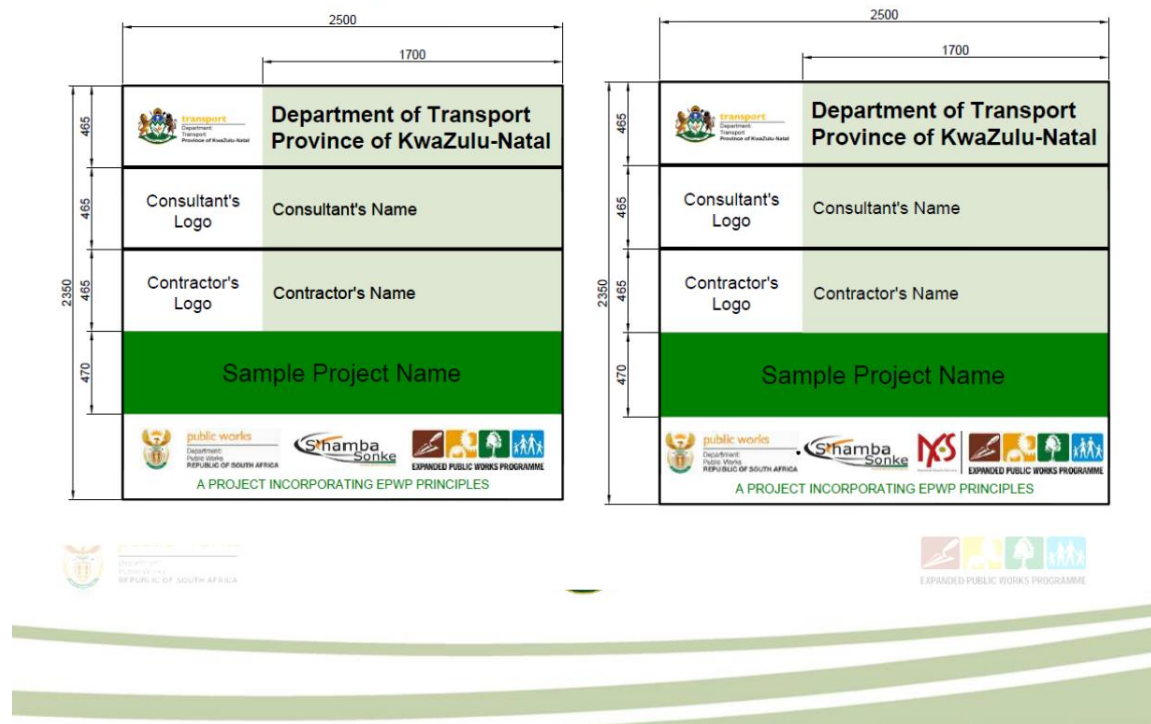 2500
1700
2350
465
465
465
470
transport
Department:
Transport
Province of KwaZulu-Natal
Department of Transport
Province of KwaZulu-Natal
Consultant's
Logo
Consultant's Name
Contractor's
Logo
Contractor's Name
Sample Project Name
public works
Department:
Public Works
REPUBLIC OF SOUTH AFRICA
S'hamba
Sonke
EXPANDED PUBLIC WORKS PROGRAMME
A PROJECT INCORPORATING EPWP PRINCIPLES
2500
1700
2350
465
465
465
470
transport
Department:
Transport
Province of KwaZulu-Natal
Department of Transport
Province of KwaZulu-Natal
Consultant's
Logo
Consultant's Name
Contractor's
Logo
Contractor's Name
Sample Project Name
public works
Department:
Public Works
REPUBLIC OF SOUTH AFRICA
S'hamba
Sonke
NYS
EXPANDED PUBLIC WORKS PROGRAMME
A PROJECT INCORPORATING EPWP PRINCIPLES
REPUBLIC OF SOUTH AFRICA
EXPANDED PUBLIC WORKS PROGRAMME